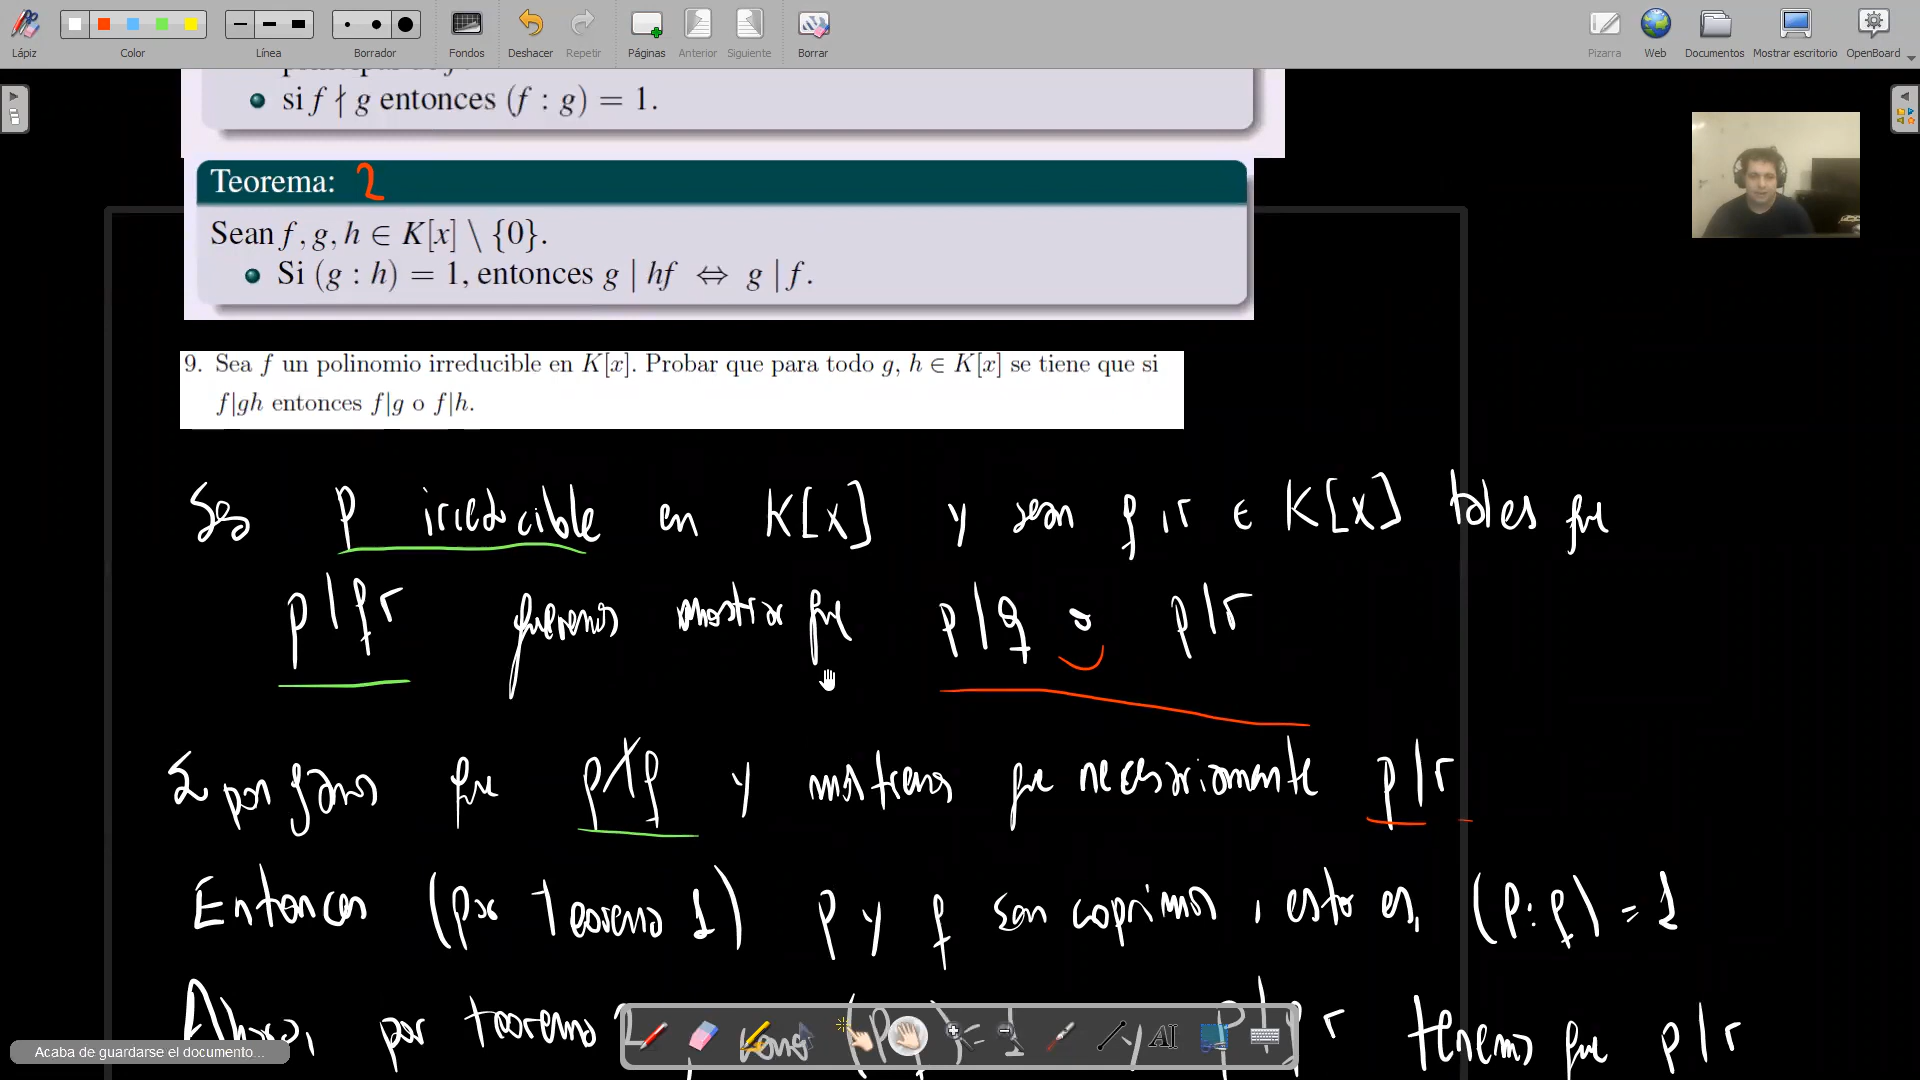 Lápiz Color Línea Borrador Fondos Deshacer Repetir Páginas Anterior Siguiente Borrar Pizarra Web Documentos Mostrar escritorio OpenBoard
si f ∤ g entonces (f : g) = 1.
Teorema: 2
Sean f, g, h ∈ K[x] \ {0}.
Si (g : h) = 1, entonces g | hf ⇔ g | f.
9. Sea f un polinomio irreducible en K[x]. Probar que para todo g, h ∈ K[x] se tiene que si
f|gh entonces f|g o f|h.
Sea p irreducible en K[x] y sean q, r ∈ K[x] tales que
p|qr queremos mostrar que p|q o p|r
Supongamos que p∤q y mostremos que necesariamente p|r
Entonces (por teorema 1) p y q son coprimos, esto es, (p:q) = 1
Ahora, por teorema r tenemos que p|r
Acaba de guardarse el documento...